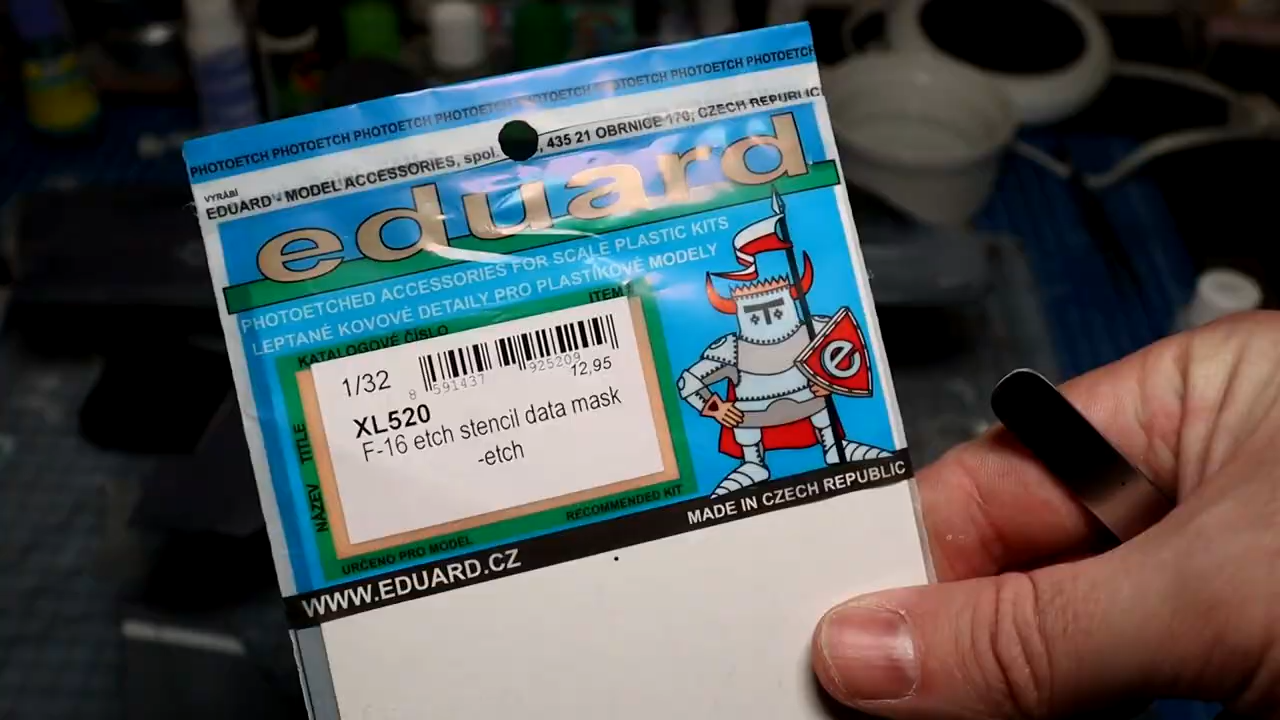 PHOTOETCH PHOTOETCH PHOTOETCH PHOTOETCH PHOTOETCH PHOTOETCH PHOTOETCH PHOTOETCH
VYRÁBÍ
EDUARD - MODEL ACCESSORIES, spol. 435 21 OBRNICE 170, CZECH REPUBLIC
eduard
PHOTOETCHED ACCESSORIES FOR SCALE PLASTIC KITS
LEPTANÉ KOVOVÉ DETAILY PRO PLASTIKOVÉ MODELY
KATALOGOVÉ ČÍSLO ITEM
1/32
8 591437 925209
12,95
XL520
F-16 etch stencil data mask
-etch
NÁZEV TITLE
e
URČENO PRO MODEL RECOMMENDED KIT
WWW.EDUARD.CZ MADE IN CZECH REPUBLIC